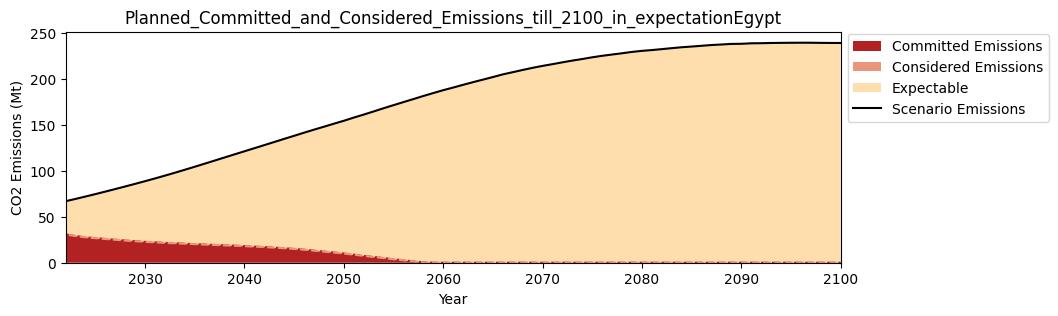 Planned_Committed_and_Considered_Emissions_till_2100_in_expectationEgypt
CO2 Emissions (Mt)
250
200
150
100
50
0
2030 2040 2050 2060 2070 2080 2090 2100
Year
Committed Emissions
Considered Emissions
Expectable
Scenario Emissions